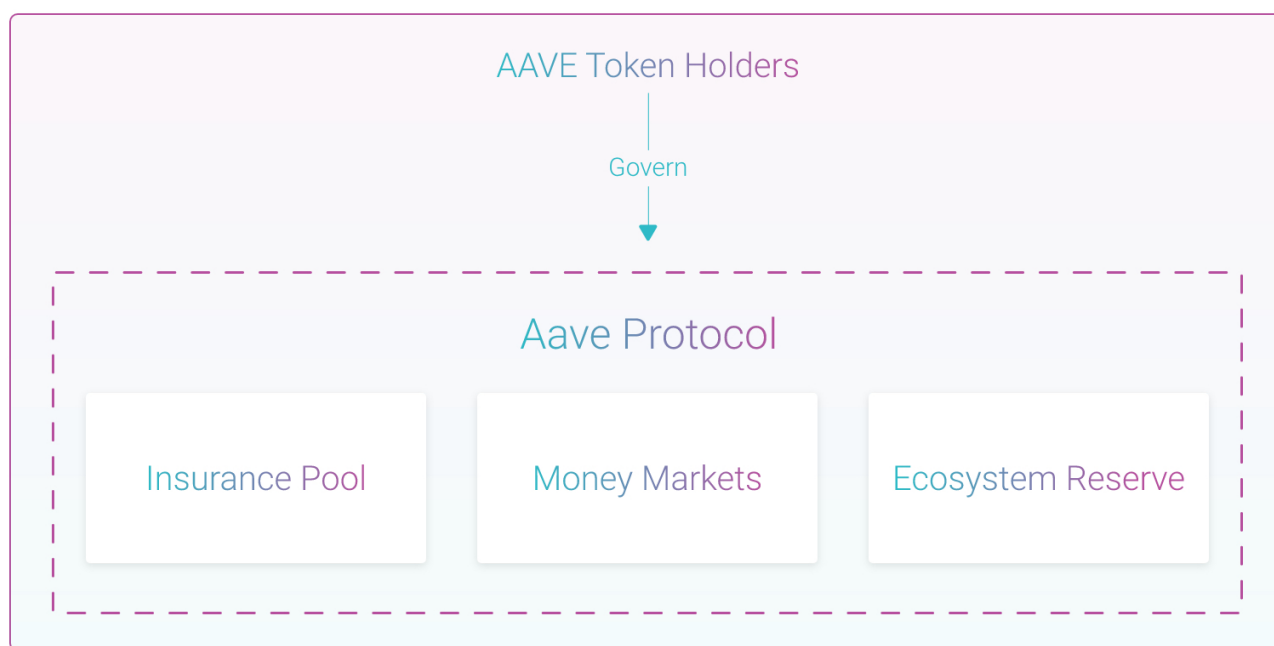 AAVE Token Holders
Govern
Aave Protocol
Insurance Pool
Money Markets
Ecosystem Reserve